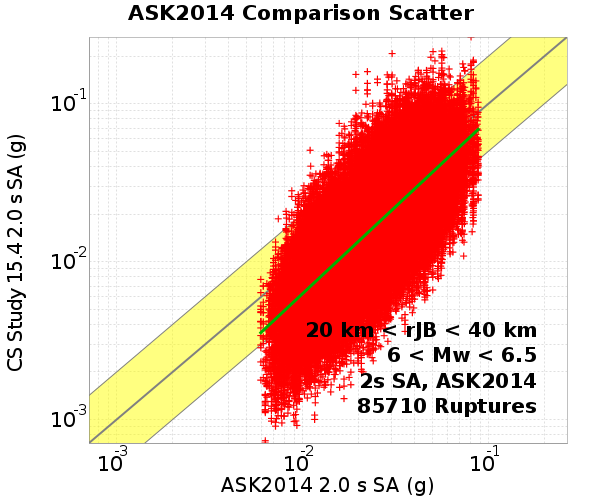 ASK2014 Comparison Scatter
CS Study 15.4 2.0 s SA (g)
10-1
10-2
10-3
20 km < rJB < 40 km
6 < Mw < 6.5
2s SA, ASK2014
85710 Ruptures
10-3 10-2 10-1
ASK2014 2.0 s SA (g)